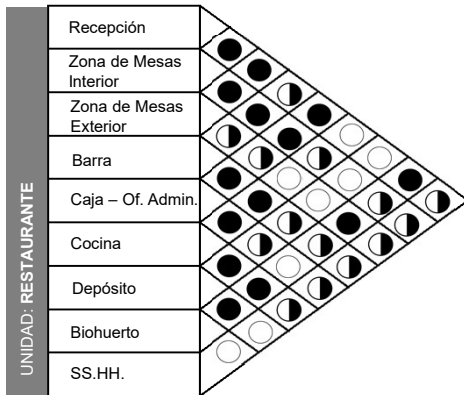 Recepción
Zona de Mesas
Interior
Zona de Mesas
Exterior
Barra
Caja – Of. Admin.
Cocina
Depósito
Biohuerto
SS.HH.
UNIDAD: RESTAURANTE